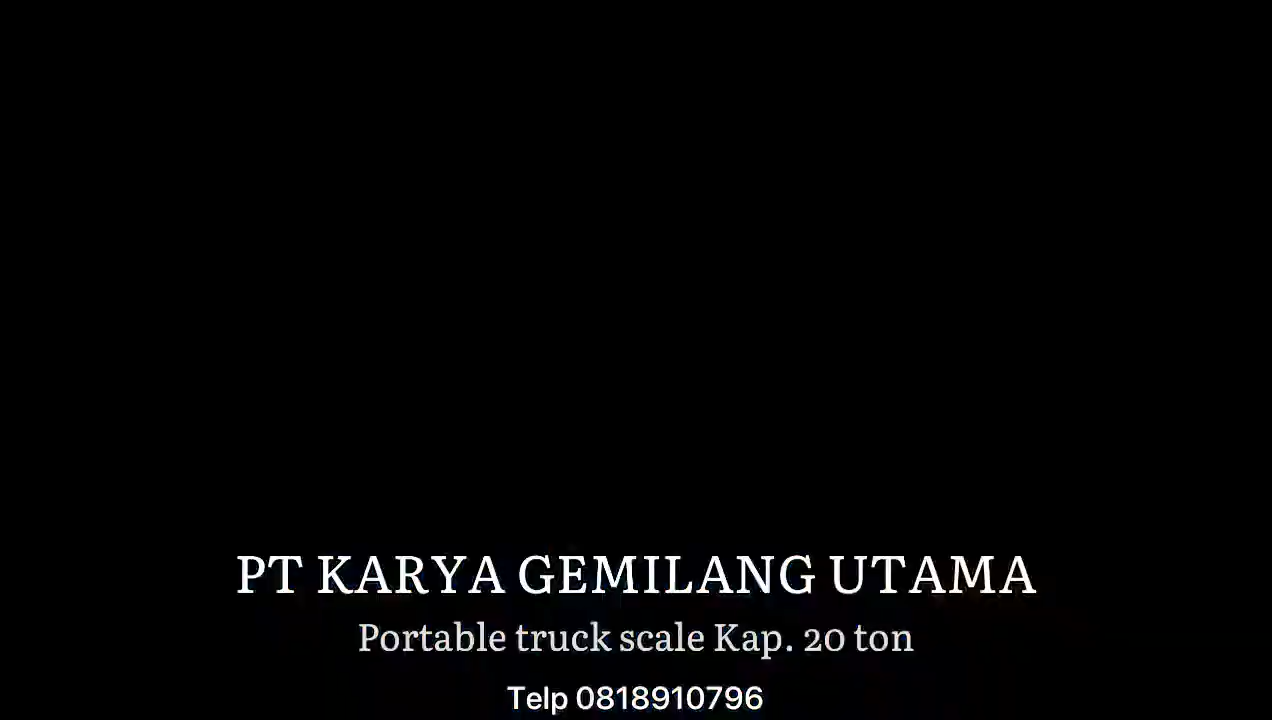 PT KARYA GEMILANG UTAMA
Portable truck scale Kap. 20 ton
Telp 0818910796